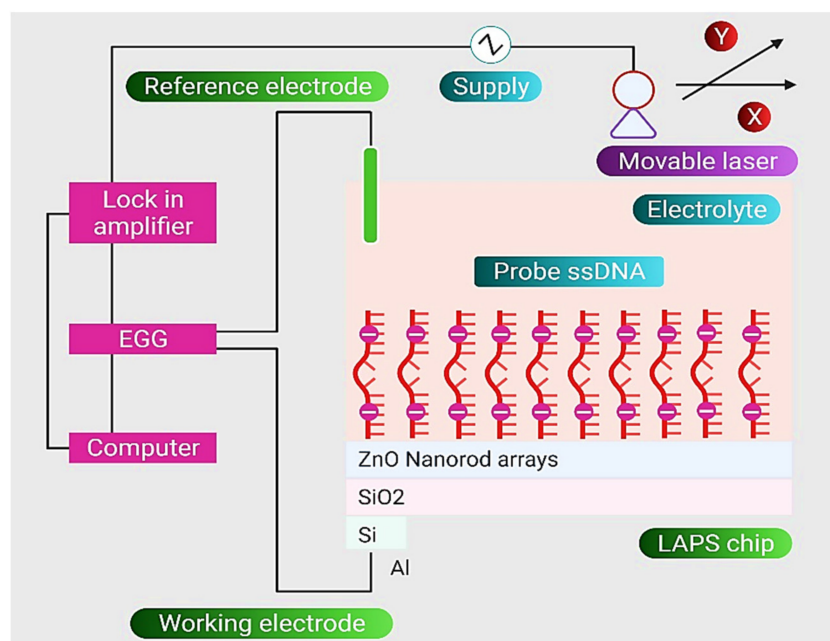 Y
Reference electrode
Supply
X
Movable laser
Lock in
amplifier
Electrolyte
Probe ssDNA
EGG
Computer
ZnO Nanorod arrays
SiO2
Si
LAPS chip
Al
Working electrode